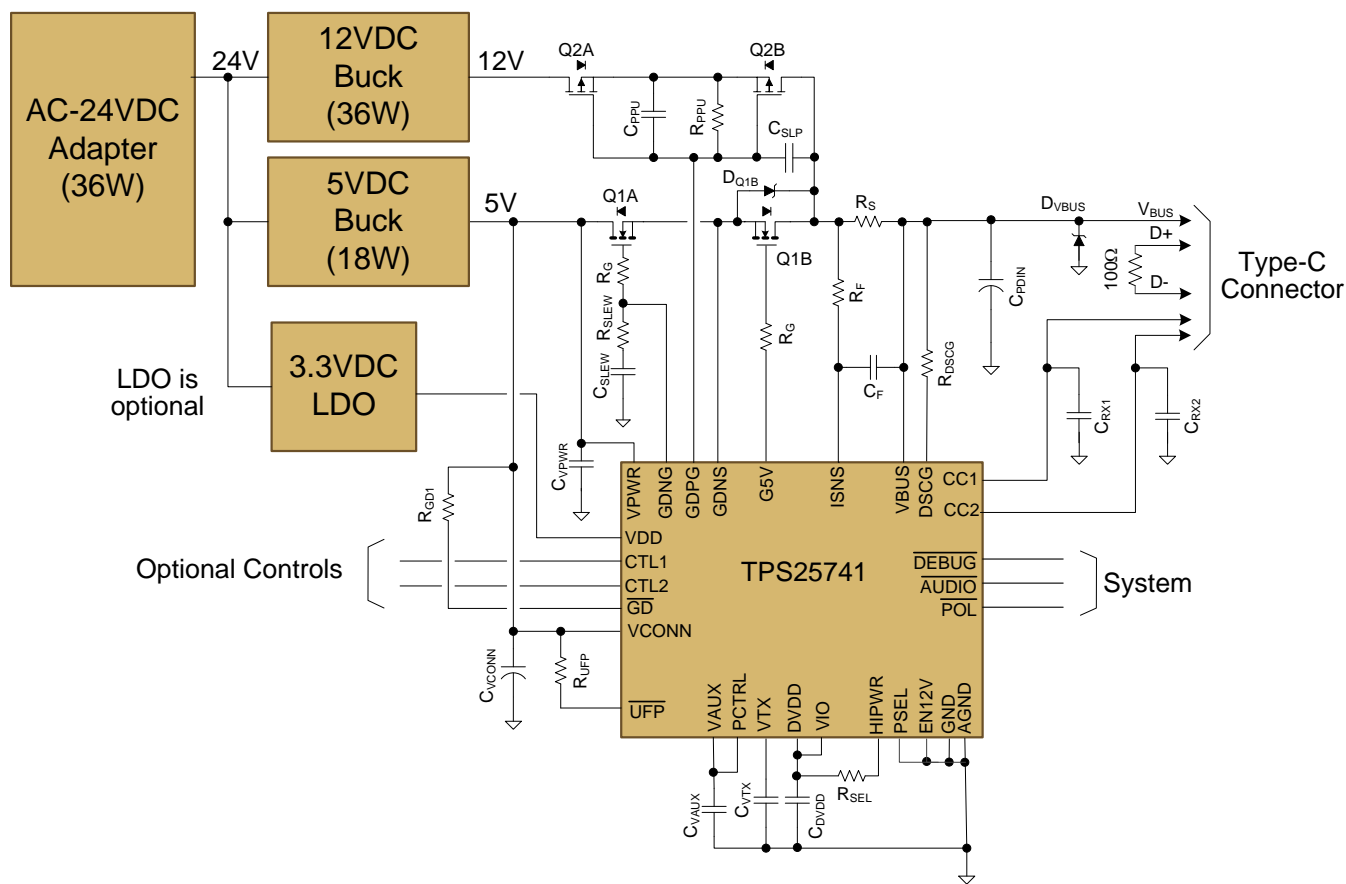 AC-24VDC
Adapter
(36W)
24V
12VDC
Buck
(36W)
12V
5VDC
Buck
(18W)
5V
3.3VDC
LDO
LDO is
optional
Q2A
Q2B
CPPU
RPPU
CSLP
DQ1B
Q1A
Q1B
RG
RSLEW
CSLEW
RG
RS
RF
CF
RDSCG
CPDIN
DVBUS
VBUS
D+
100Ω
D-
Type-C
Connector
CRX1
CRX2
CVPWR
RGD1
VPWR
GDNG
GDPG
GDNS
G5V
ISNS
VBUS
DSCG
CC1
CC2
VDD
CTL1
CTL2
GD
VCONN
UFP
TPS25741
DEBUG
AUDIO
POL
Optional Controls
System
CVCONN
RUFP
VAUX
PCTRL
VTX
DVDD
VIO
HIPWR
PSEL
EN12V
GND
AGND
CVAUX
CVTX
CDVDD
RSEL